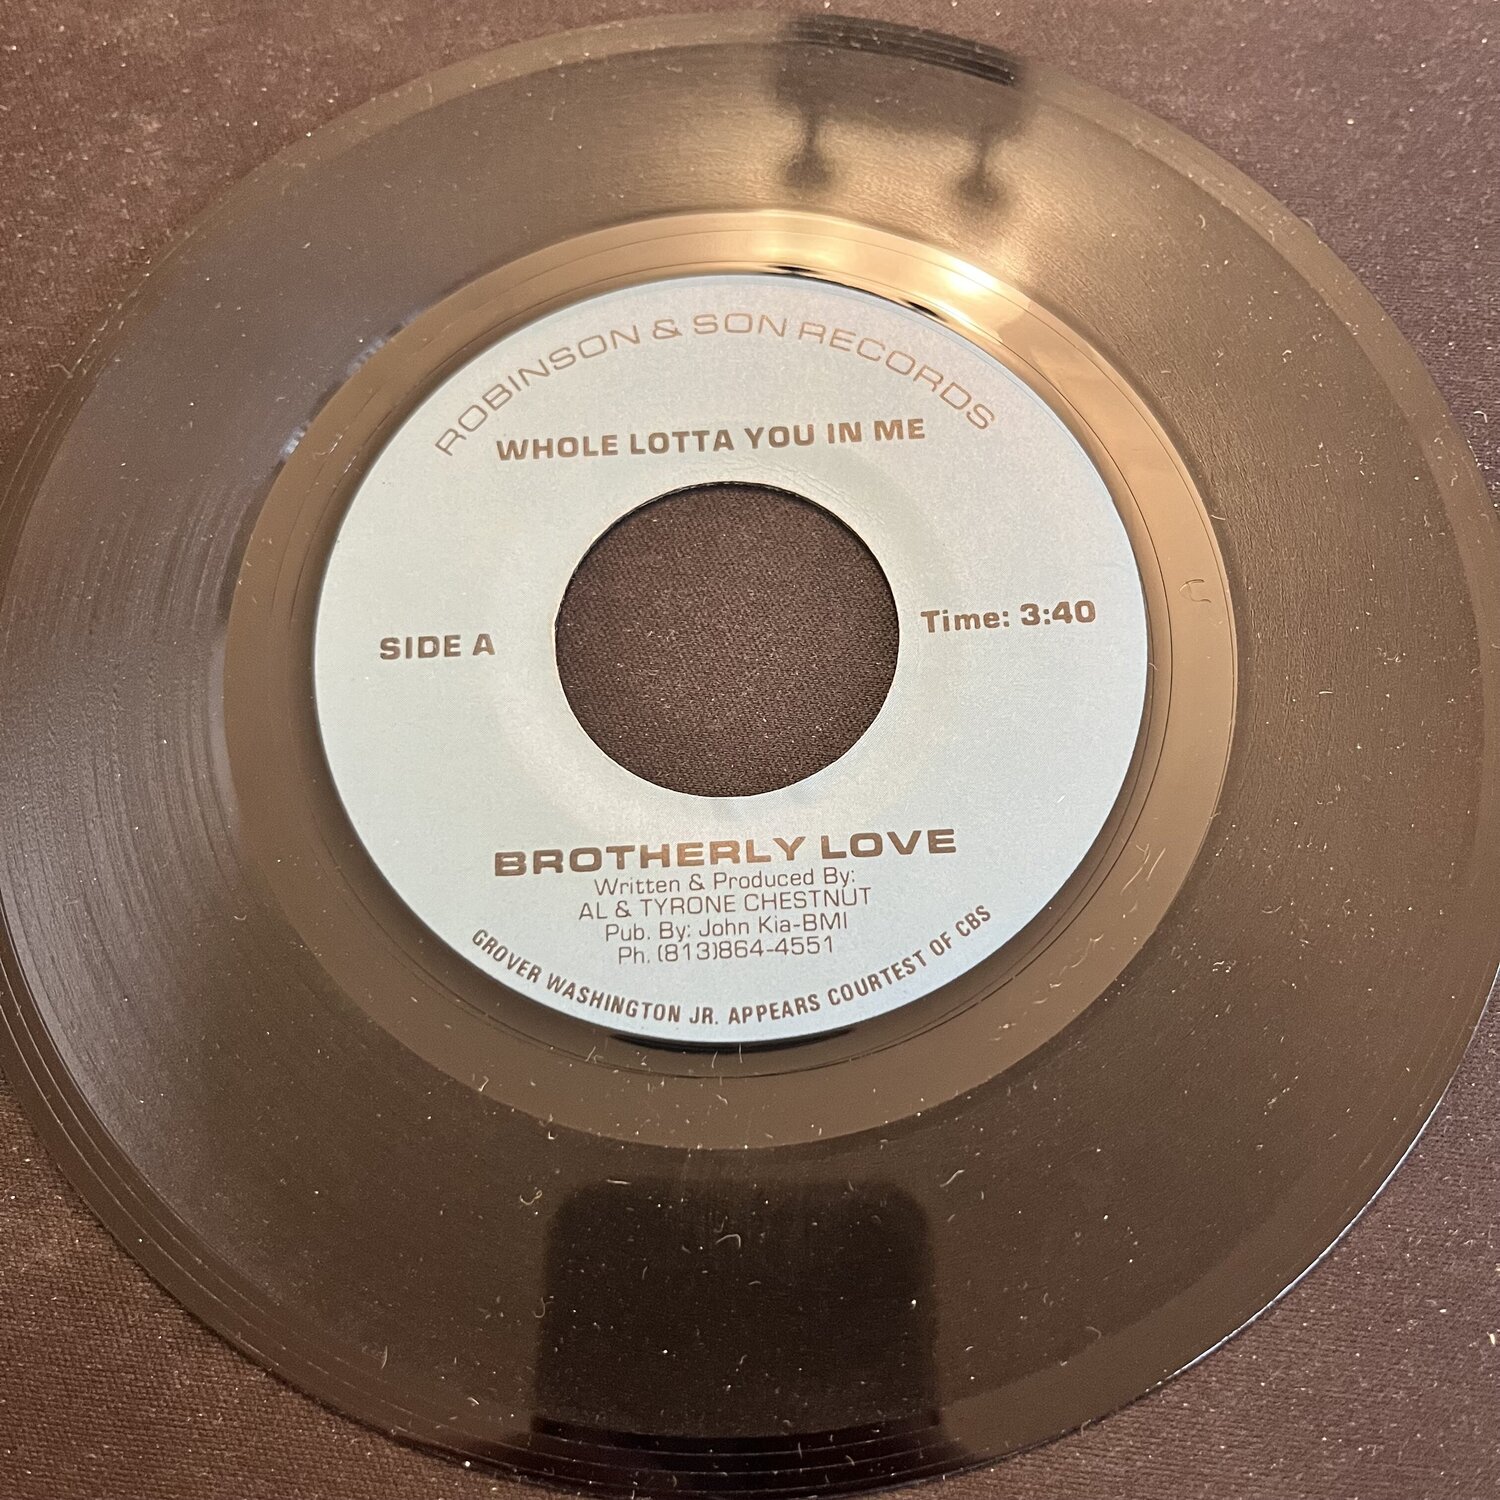 ROBINSON & SON RECORDS
WHOLE LOTTA YOU IN ME
SIDE A
Time: 3:40
BROTHERLY LOVE
Written & Produced By:
AL & TYRONE CHESTNUT
Pub. By: John Kia-BMI
Ph. (813)864-4551
GROVER WASHINGTON JR. APPEARS COURTEST OF CBS